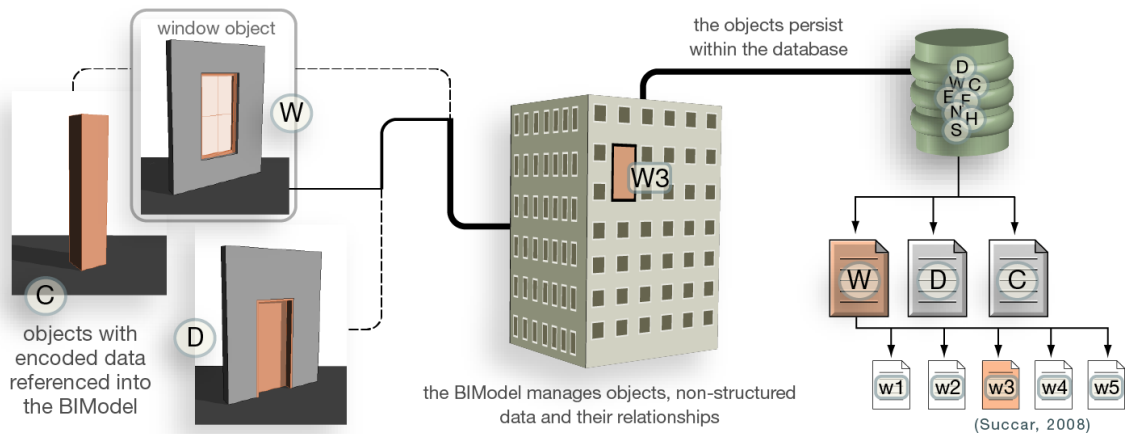 window object
W
C
objects with
encoded data
referenced into
the BIModel
D
W3
the BIModel manages objects, non-structured
data and their relationships
the objects persist
within the database
D
W C
E F
N H
S
W D C
w1 w2 w3 w4 w5
(Succar, 2008)